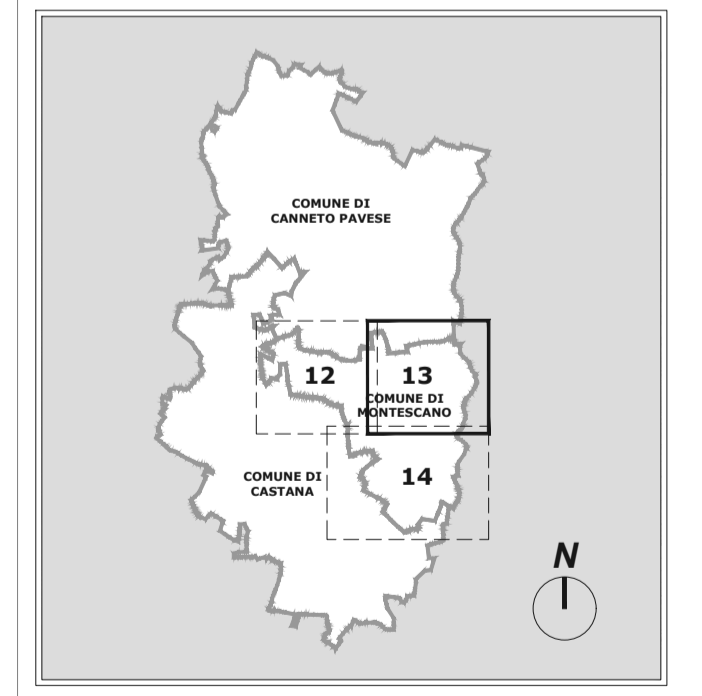 COMUNE DI
CANNETO PAVESE
12
13
COMUNE DI
MONTESCANO
COMUNE DI
CASTANA
14
N